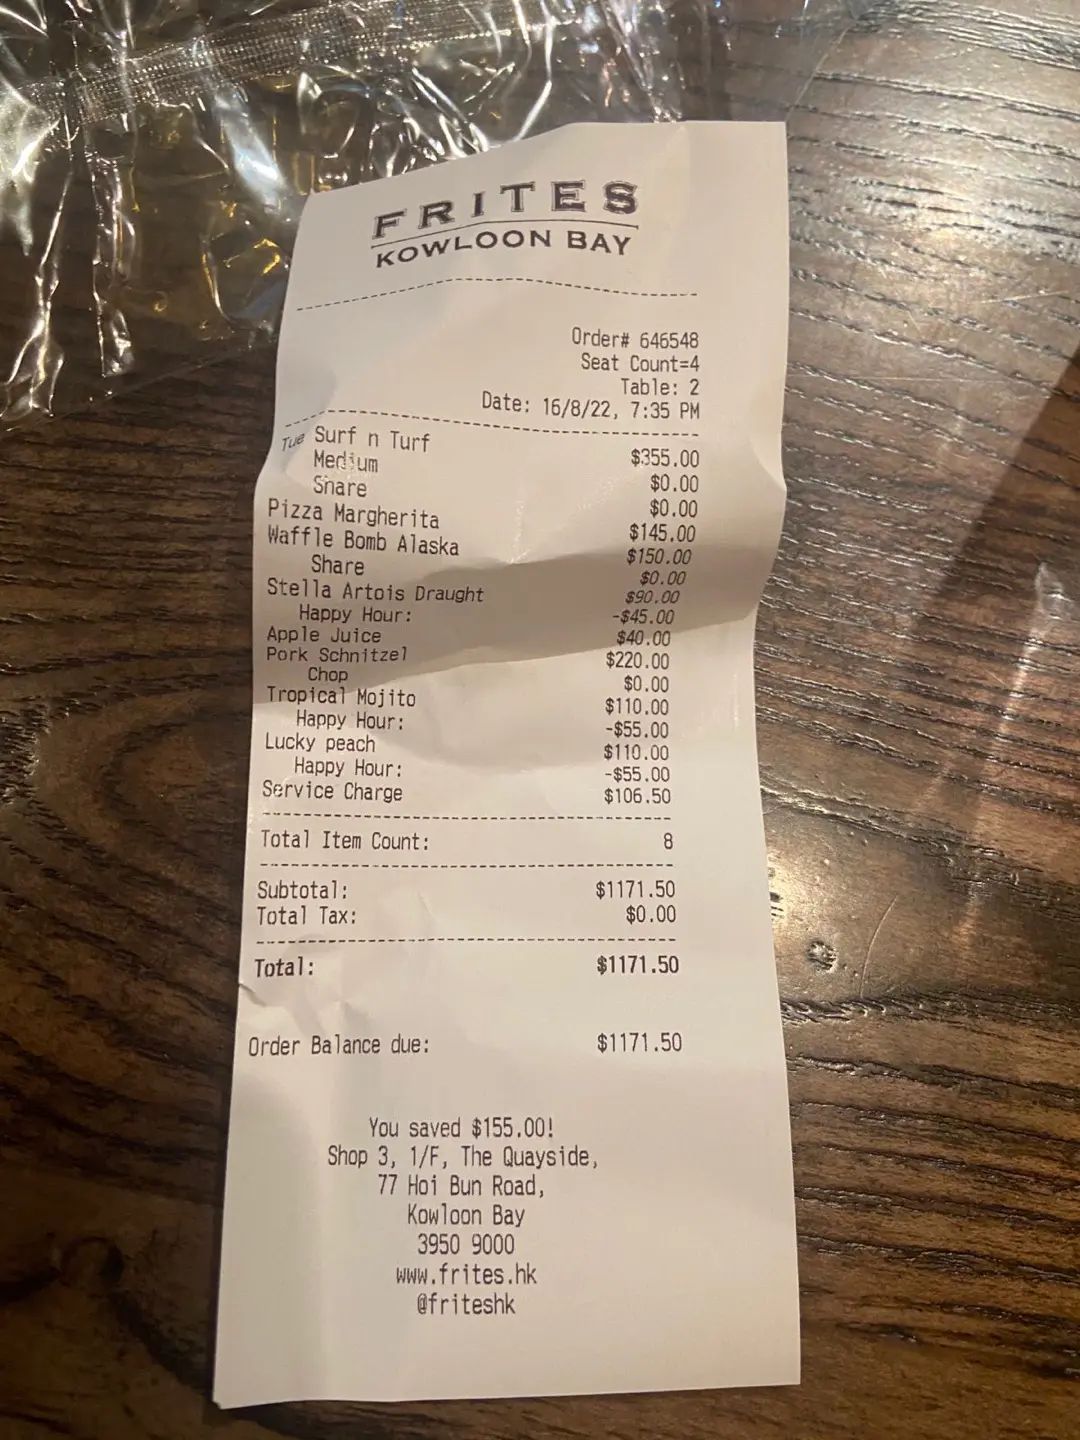 FRITES
KOWLOON BAY
Order# 646548
Seat Count=4
Table: 2
Date: 16/8/22, 7:35 PM
Tue Surf n Turf $355.00
Medium $0.00
Share $0.00
Pizza Margherita $145.00
Waffle Bomb Alaska $150.00
Share $0.00
Stella Artois Draught $90.00
Happy Hour: -$45.00
Apple Juice $40.00
Pork Schnitzel $220.00
Chop $0.00
Tropical Mojito $110.00
Happy Hour: -$55.00
Lucky peach $110.00
Happy Hour: -$55.00
Service Charge $106.50
Total Item Count: 8
Subtotal: $1171.50
Total Tax: $0.00
Total: $1171.50
Order Balance due: $1171.50
You saved $155.00!
Shop 3, 1/F, The Quayside,
77 Hoi Bun Road,
Kowloon Bay
3950 9000
www.frites.hk
@friteshk